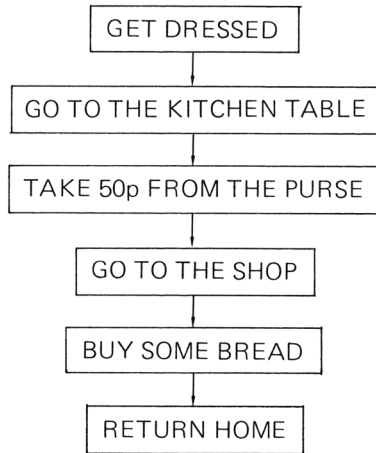 GET DRESSED
GO TO THE KITCHEN TABLE
TAKE 50p FROM THE PURSE
GO TO THE SHOP
BUY SOME BREAD
RETURN HOME